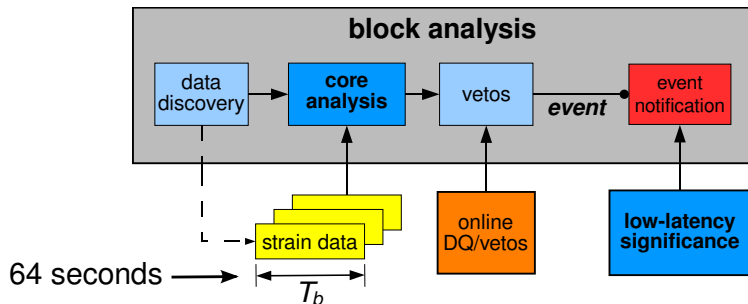 block analysis
data
discovery
core
analysis
vetos
event
event
notification
strain data
online
DQ/vetos
low-latency
significance
64 seconds
T_b